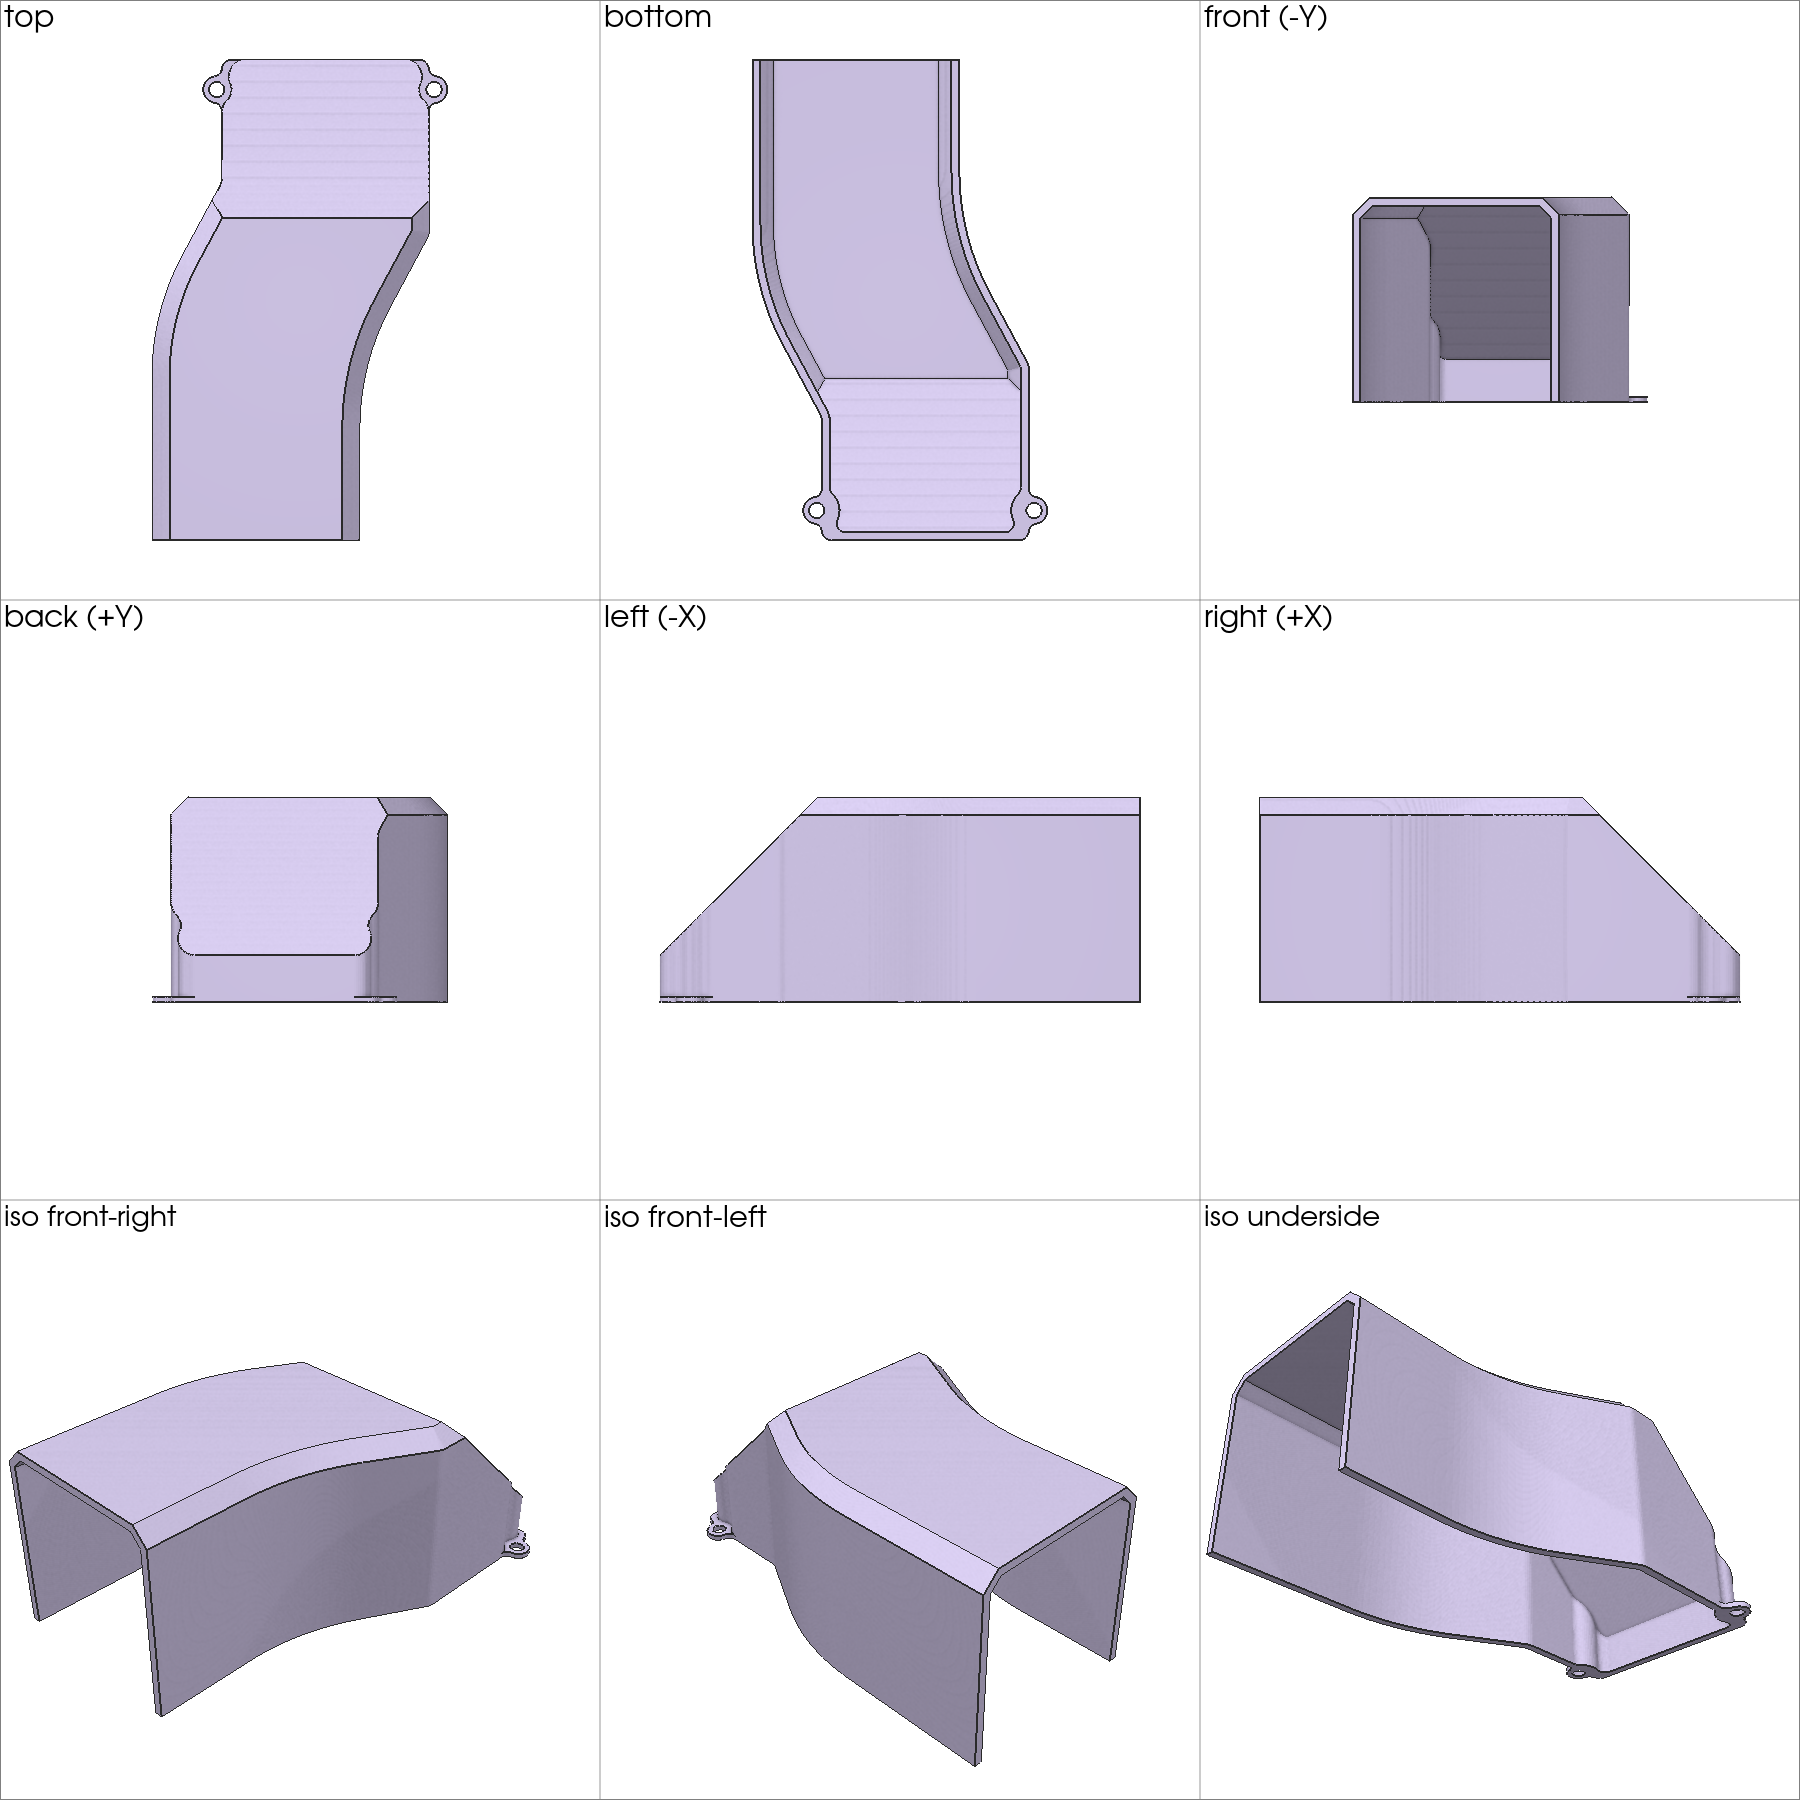 top
bottom
front (-Y)
back (+Y)
left (-X)
right (+X)
iso front-right
iso front-left
iso underside